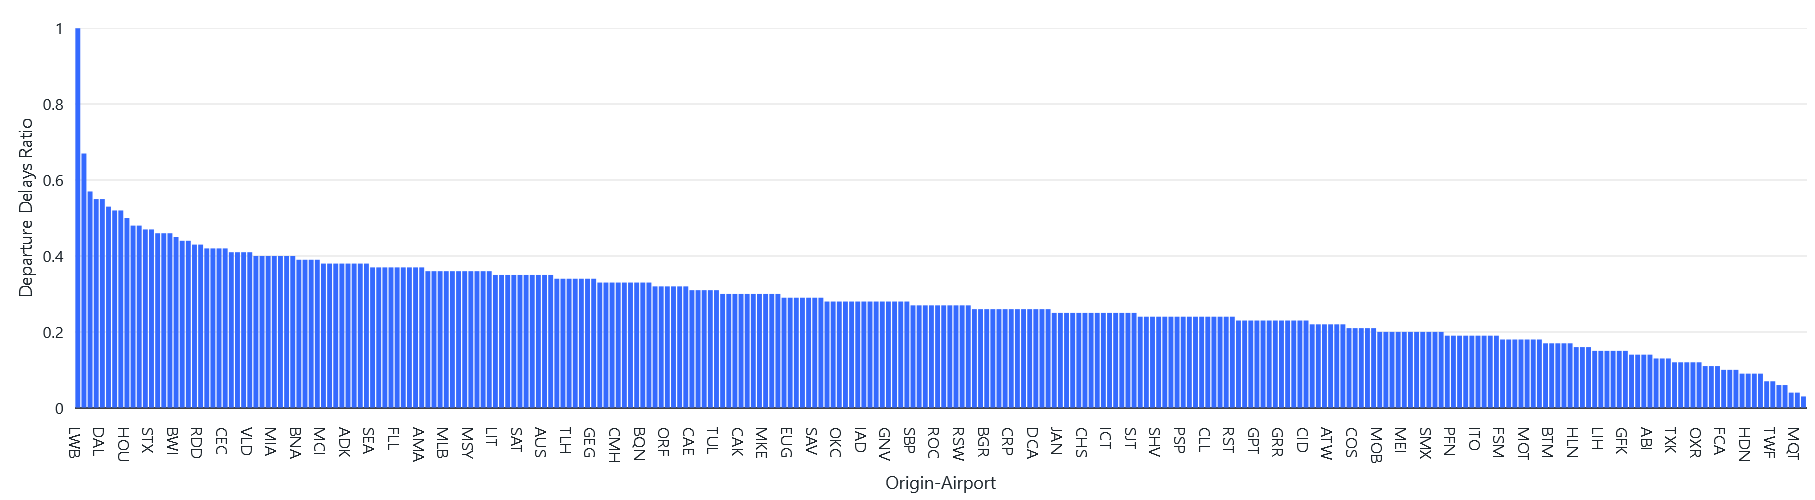 1
0.8
0.6
0.4
0.2
0
Departure Delays Ratio
LWB DAL HOU STX BWI RDD CEC VLD MIA BNA MCI ADK SEA FLL AMA MLB MSY LIT SAT AUS TLH GEG CMH BQN ORF CAE TUL CAK MKE EUG SAV OKC IAD GNV SBP ROC RSW BGR CRP DCA JAN CHS ICT SJT SHV PSP CLL RST GPT GRR CID ATW COS MOB MEI SMX PFN ITO FSM MOT BTM HLN LIH GFK ABI TXK OXR FCA HDN TWF MQT
Origin-Airport